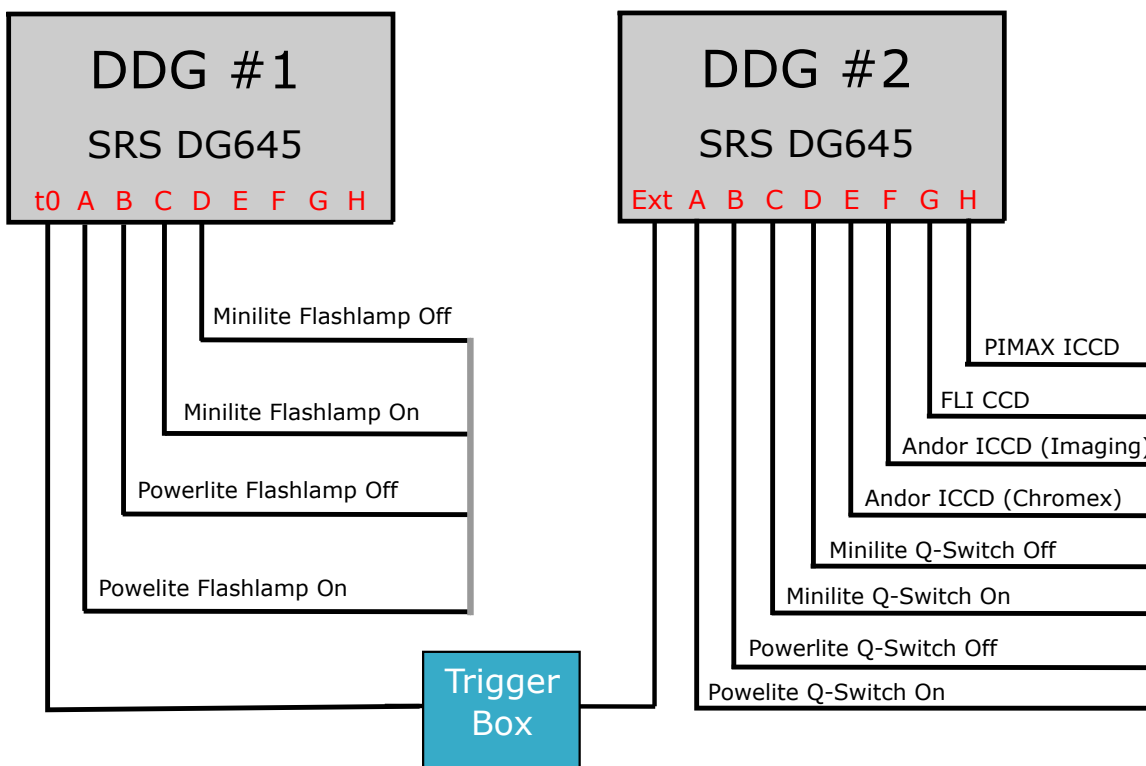 DDG #1
SRS DG645
t0 A B C D E F G H
Minilite Flashlamp Off
Minilite Flashlamp On
Powerlite Flashlamp Off
Powelite Flashlamp On
Trigger
Box
DDG #2
SRS DG645
Ext A B C D E F G H
PIMAX ICCD
FLI CCD
Andor ICCD (Imaging)
Andor ICCD (Chromex)
Minilite Q-Switch Off
Minilite Q-Switch On
Powerlite Q-Switch Off
Powelite Q-Switch On